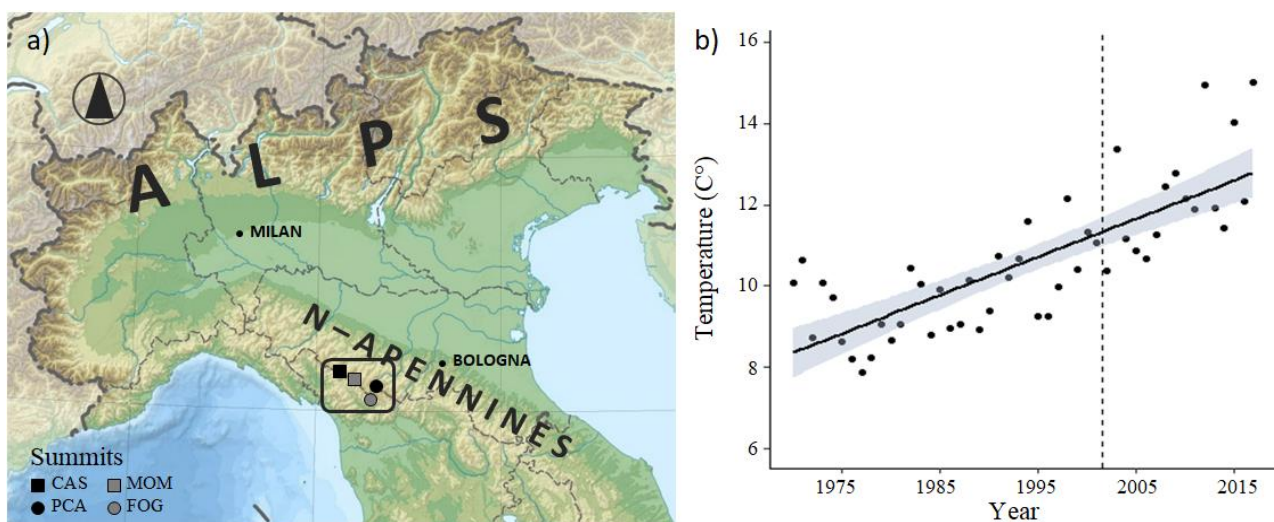 a)
ALPS
MILAN
N-APENNINES
BOLOGNA
Summits
CAS MOM
PCA FOG
b)
Temperature (C°)
16
14
12
10
8
6
1975 1985 1995 2005 2015
Year